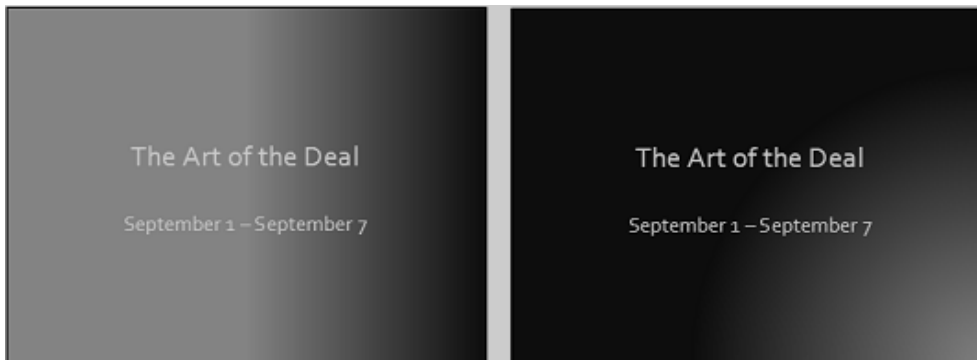 The Art of the Deal
September 1 – September 7
The Art of the Deal
September 1 – September 7